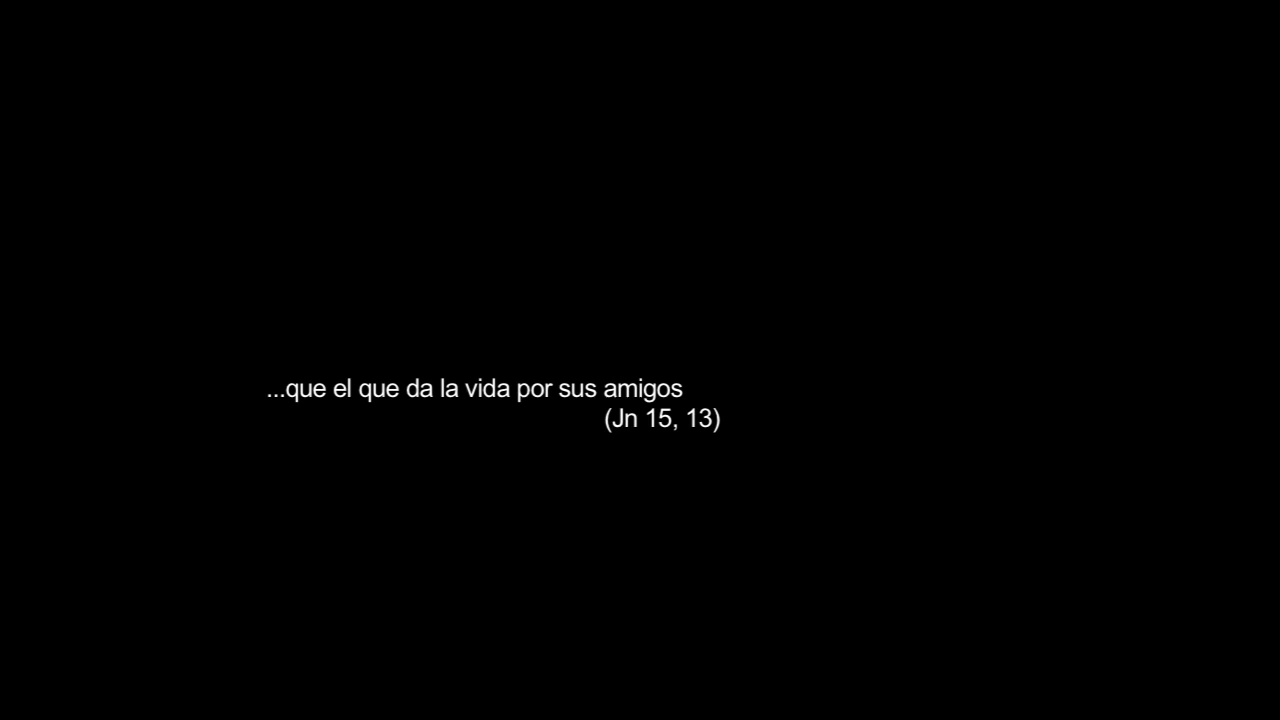 ...que el que da la vida por sus amigos
(Jn 15, 13)